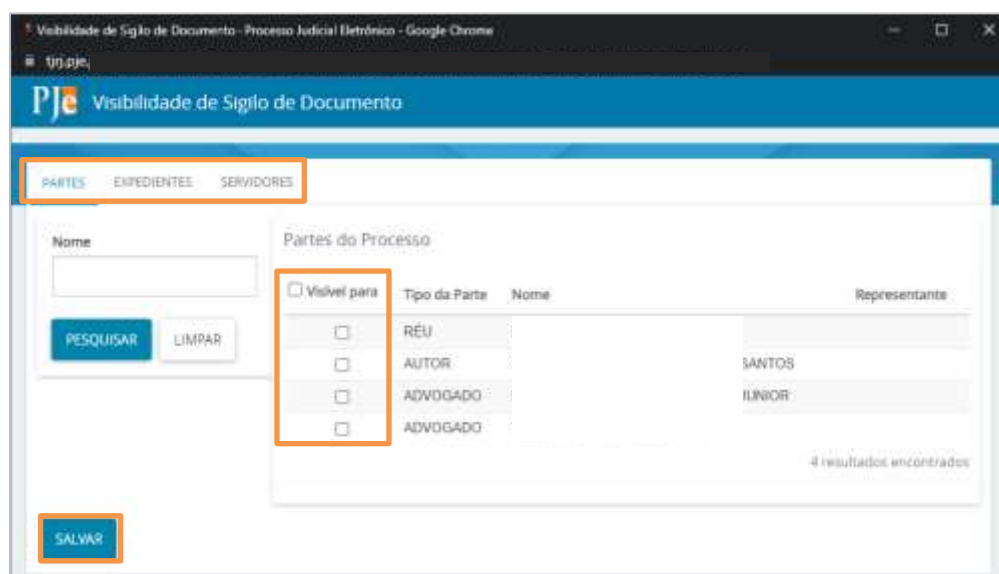 Visibilidade de Sigilo de Documento - Processo Judicial Eletrônico - Google Chrome
tjrj.pje.
PJe Visibilidade de Sigilo de Documento
PARTES EXPEDIENTES SERVIDORES
Nome
PESQUISAR LIMPAR
Partes do Processo
Visível para Tipo da Parte Nome Representante
RÉU
AUTOR SANTOS
ADVOGADO JUNIOR
ADVOGADO
4 resultados encontrados
SALVAR